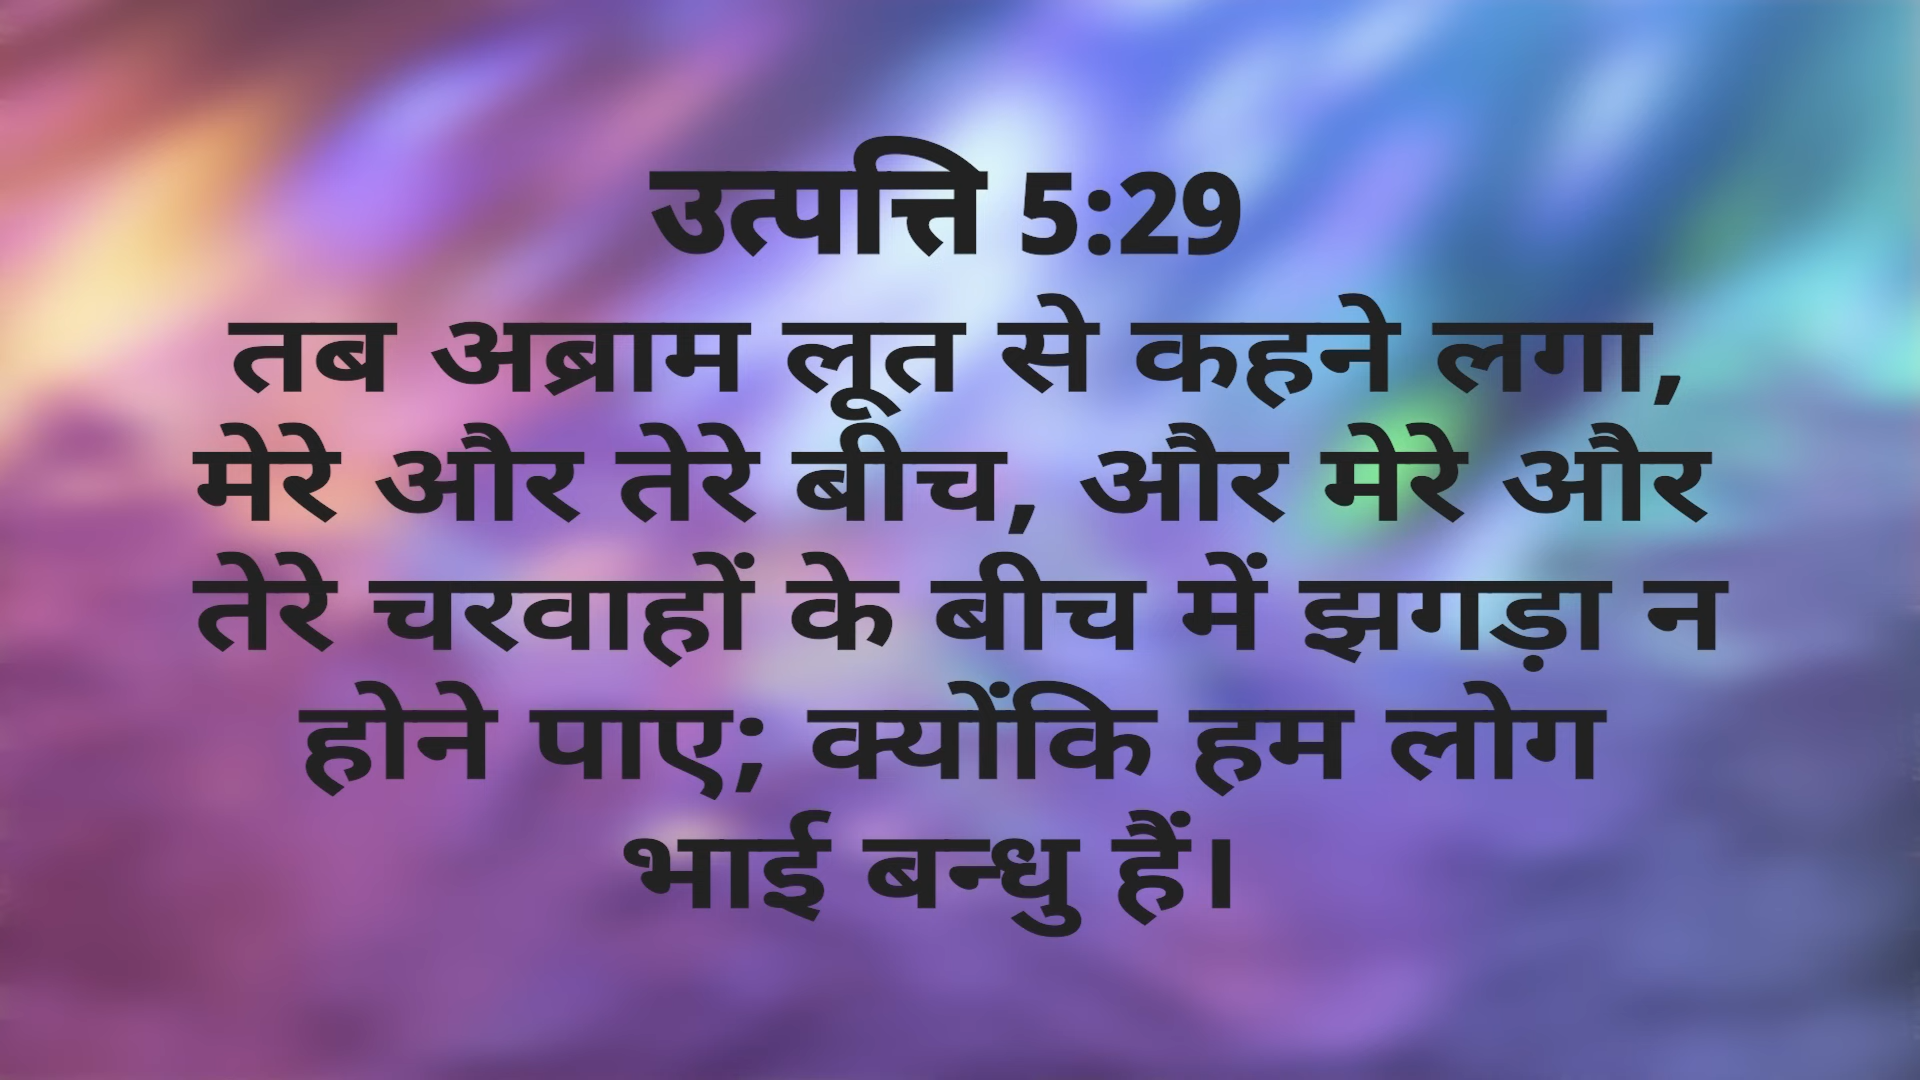 उत्पत्ति 5:29
तब अब्राम लूत से कहने लगा,
मेरे और तेरे बीच, और मेरे और
तेरे चरवाहों के बीच में झगड़ा न
होने पाए; क्योंकि हम लोग
भाई बन्धु हैं।